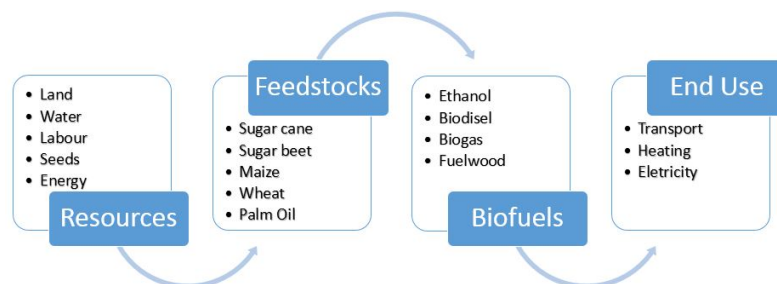 • Land
• Water
• Labour
• Seeds
• Energy
Resources
Feedstocks
• Sugar cane
• Sugar beet
• Maize
• Wheat
• Palm Oil
• Ethanol
• Biodisel
• Biogas
• Fuelwood
Biofuels
End Use
• Transport
• Heating
• Eletricity